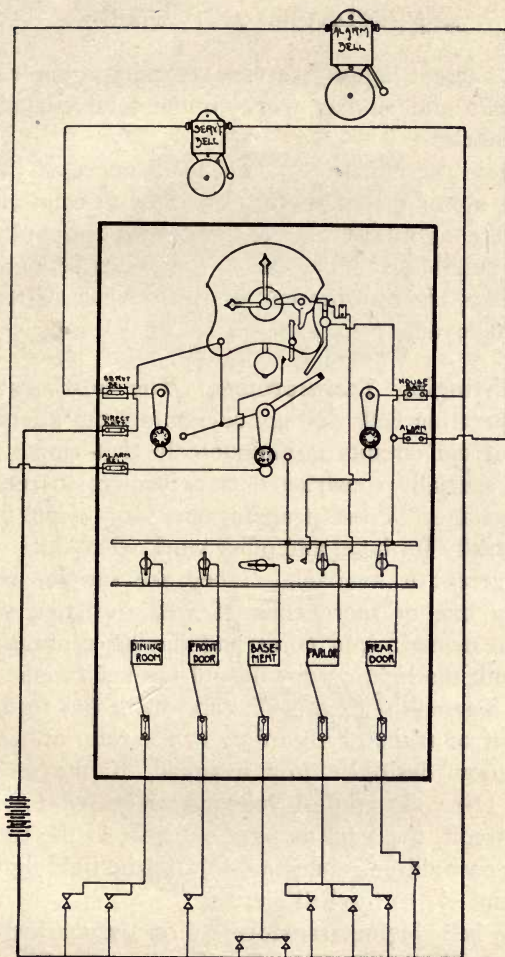 ALARM
BELL
SERV'T
BELL
SERV'T
BELL
DIRECT
BATT
ALARM
BELL
HOUSE
BATT
ALARM
DINING
ROOM
FRONT
DOOR
BASE-
MENT
PARLOR
REAR
DOOR